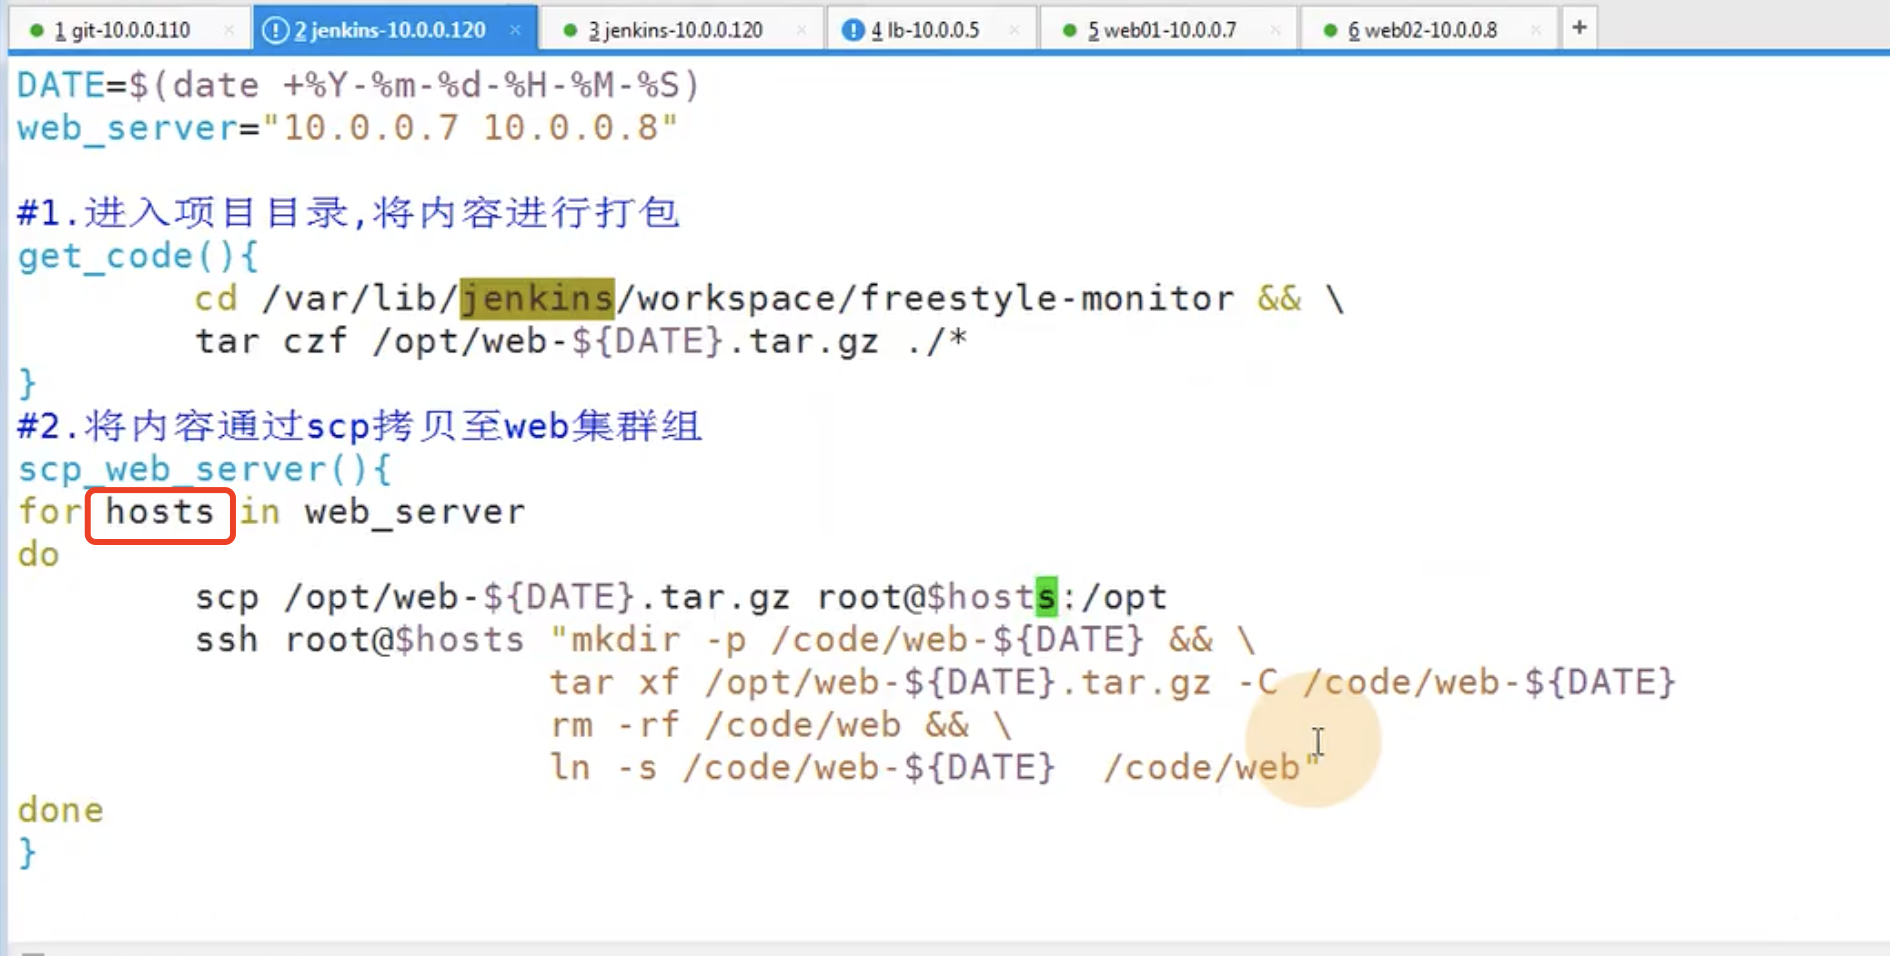 1 git-10.0.0.110 × 2 jenkins-10.0.0.120 × 3 jenkins-10.0.0.120 × 4 lb-10.0.0.5 × 5 web01-10.0.0.7 × 6 web02-10.0.0.8 × +
DATE=$(date +%Y-%m-%d-%H-%M-%S)
web_server="10.0.0.7 10.0.0.8"
#1.进入项目目录,将内容进行打包
get_code(){
cd /var/lib/jenkins/workspace/freestyle-monitor && \
tar czf /opt/web-${DATE}.tar.gz ./*
}
#2.将内容通过scp拷贝至web集群组
scp_web_server(){
for hosts in web_server
do
scp /opt/web-${DATE}.tar.gz root@$hosts:/opt
ssh root@$hosts "mkdir -p /code/web-${DATE} && \
tar xf /opt/web-${DATE}.tar.gz -C /code/web-${DATE}
rm -rf /code/web && \
ln -s /code/web-${DATE}  /code/web"
done
}